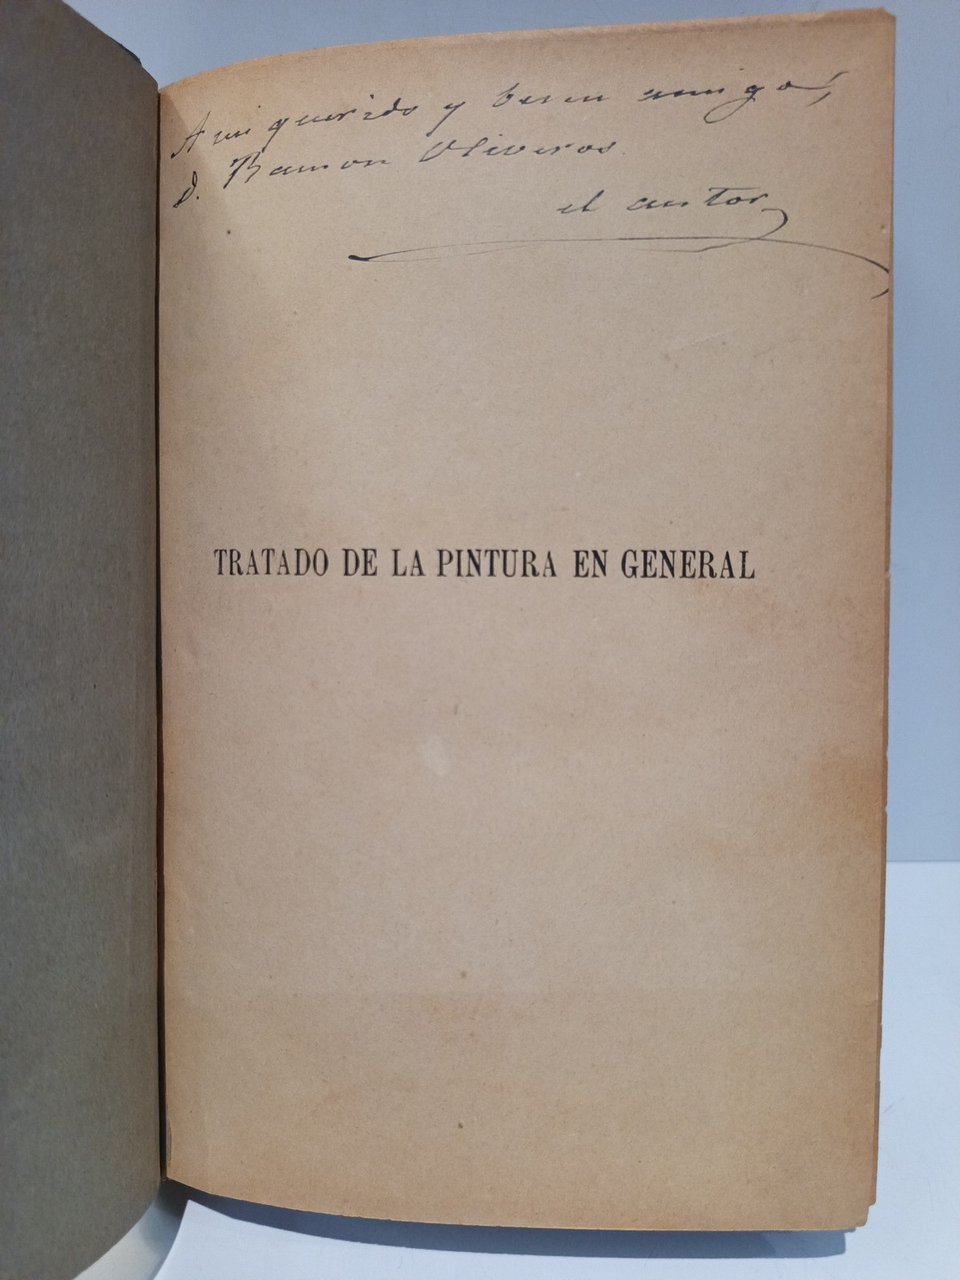 A mi querido y buen amigo,
d. Ramon Oliveros.
el autor
TRATADO DE LA PINTURA EN GENERAL